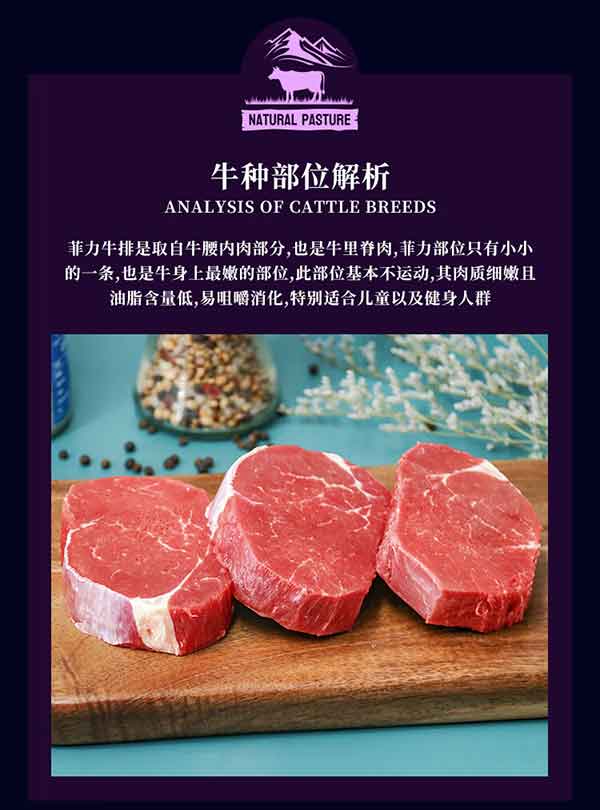 NATURAL PASTURE
牛种部位解析
ANALYSIS OF CATTLE BREEDS
菲力牛排是取自牛腰内肉部分,也是牛里脊肉,菲力部位只有小小
的一条,也是牛身上最嫩的部位,此部位基本不运动,其肉质细嫩且
油脂含量低,易咀嚼消化,特别适合儿童以及健身人群